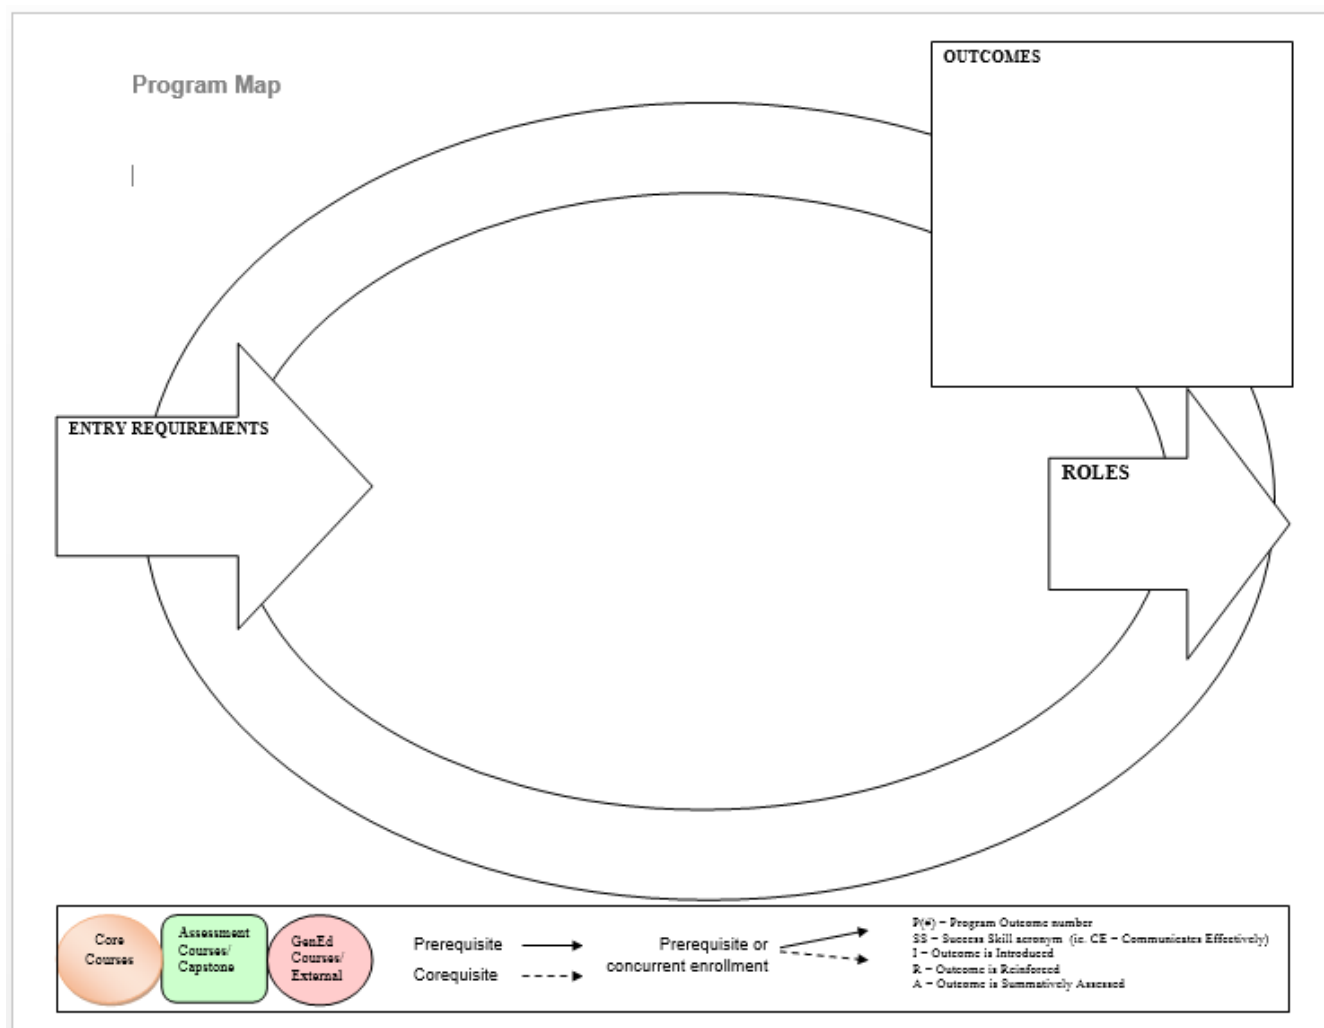 Program Map
OUTCOMES
ENTRY REQUIREMENTS
ROLES
Core
Courses
Assessment
Courses/
Capstone
GenEd
Courses/
External
Prerequisite
Corequisite
Prerequisite or
concurrent enrollment
P(#) – Program Outcome number
SS – Success Skill acronym (ie. CE – Communicates Effectively)
I – Outcome is Introduced
R – Outcome is Reinforced
A – Outcome is Summatively Assessed